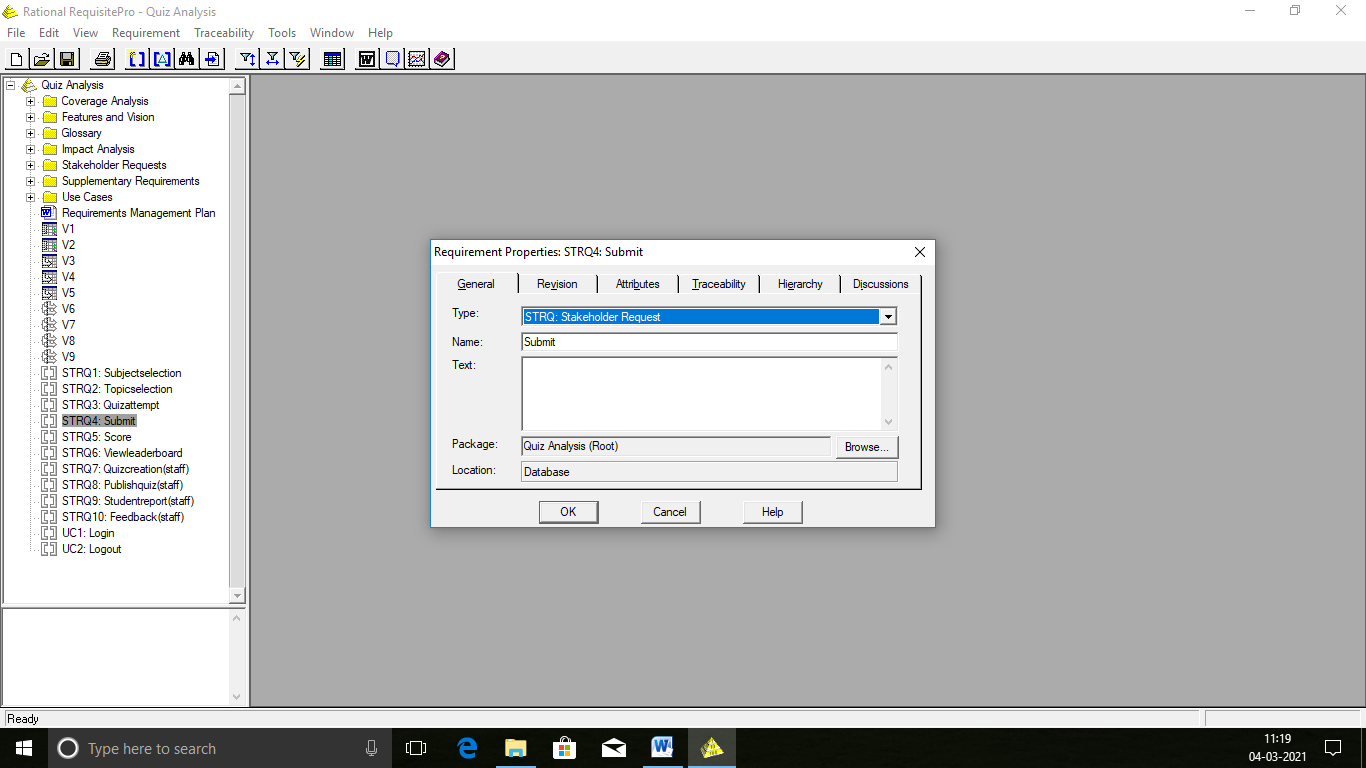 Rational RequisitePro - Quiz Analysis
File Edit View Requirement Traceability Tools Window Help
Quiz Analysis
Coverage Analysis
Features and Vision
Glossary
Impact Analysis
Stakeholder Requests
Supplementary Requirements
Use Cases
Requirements Management Plan
V1
V2
V3
V4
V5
V6
V7
V8
V9
STRQ1: Subjectselection
STRQ2: Topicselection
STRQ3: Quizattempt
STRQ4: Submit
STRQ5: Score
STRQ6: Viewleaderboard
STRQ7: Quizcreation(staff)
STRQ8: Publishquiz(staff)
STRQ9: Studentreport(staff)
STRQ10: Feedback(staff)
UC1: Login
UC2: Logout
Requirement Properties: STRQ4: Submit
General Revision Attributes Traceability Hierarchy Discussions
Type: STRQ: Stakeholder Request
Name: Submit
Text:
Package: Quiz Analysis (Root) Browse...
Location: Database
OK Cancel Help
Ready
Type here to search
11:19
04-03-2021